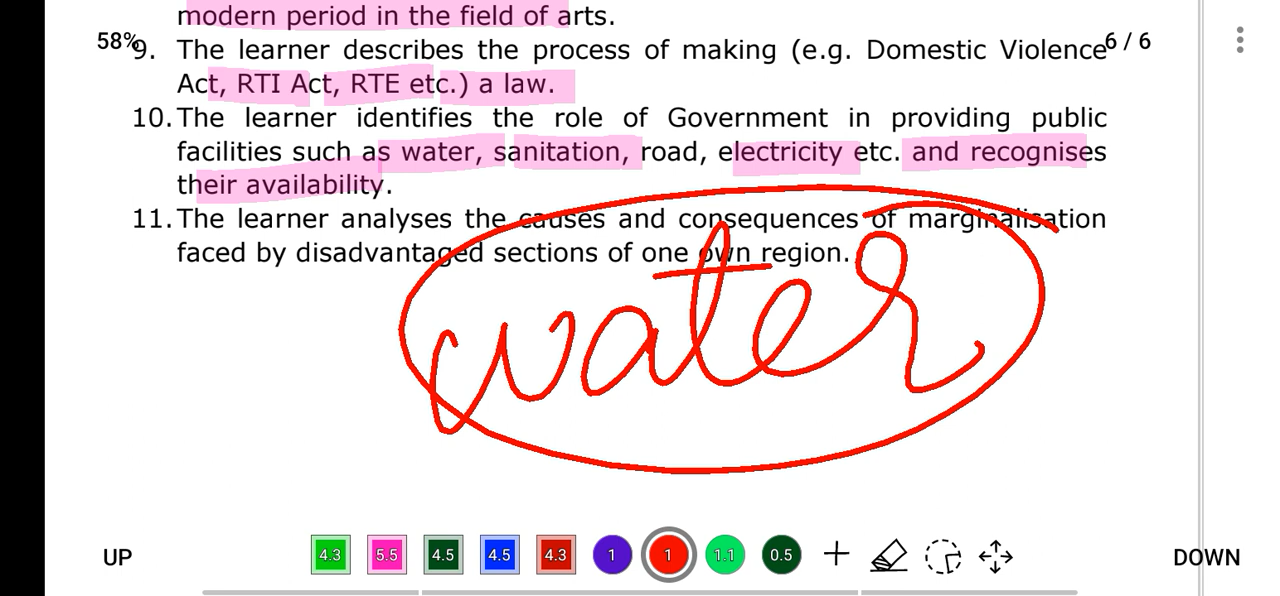 modern period in the field of arts.
58%
6 / 6
9. The learner describes the process of making (e.g. Domestic Violence
Act, RTI Act, RTE etc.) a law.
10. The learner identifies the role of Government in providing public
facilities such as water, sanitation, road, electricity etc. and recognises
their availability.
11. The learner analyses the causes and consequences of marginalisation
faced by disadvantaged sections of one own region.
water
UP
4.3 5.5 4.5 4.5 4.3 1 1 1.1 0.5
DOWN